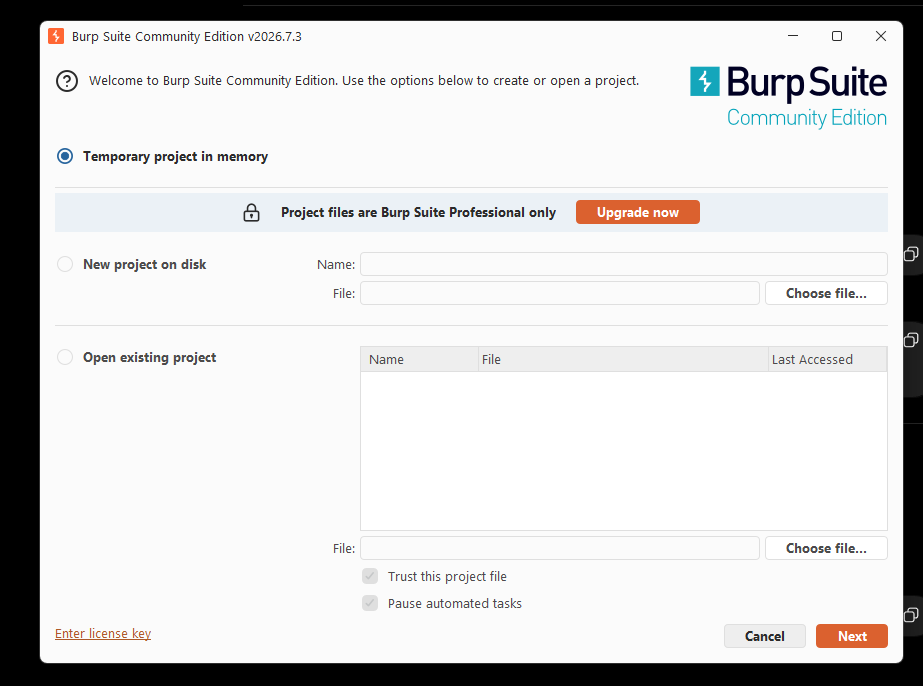 Burp Suite Community Edition v2026.7.3
Welcome to Burp Suite Community Edition. Use the options below to create or open a project.
Burp Suite
Community Edition
Temporary project in memory
Project files are Burp Suite Professional only
Upgrade now
New project on disk
Name:
File:
Choose file...
Open existing project
Name File Last Accessed
File:
Choose file...
Trust this project file
Pause automated tasks
Enter license key
Cancel
Next